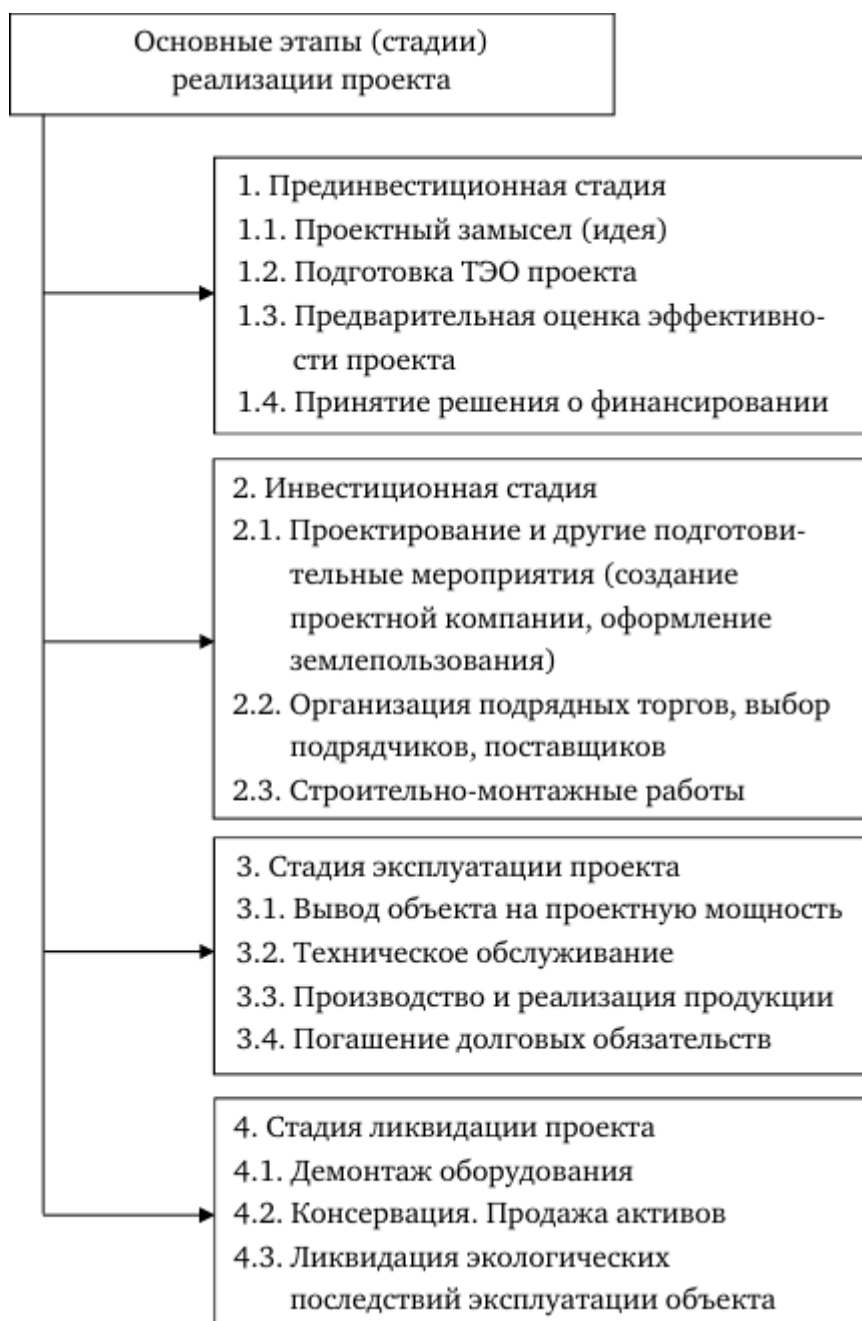 Основные этапы (стадии)
реализации проекта
1. Прединвестиционная стадия
1.1. Проектный замысел (идея)
1.2. Подготовка ТЭО проекта
1.3. Предварительная оценка эффективно-
сти проекта
1.4. Принятие решения о финансировании
2. Инвестиционная стадия
2.1. Проектирование и другие подготови-
тельные мероприятия (создание
проектной компании, оформление
землепользования)
2.2. Организация подрядных торгов, выбор
подрядчиков, поставщиков
2.3. Строительно-монтажные работы
3. Стадия эксплуатации проекта
3.1. Вывод объекта на проектную мощность
3.2. Техническое обслуживание
3.3. Производство и реализация продукции
3.4. Погашение долговых обязательств
4. Стадия ликвидации проекта
4.1. Демонтаж оборудования
4.2. Консервация. Продажа активов
4.3. Ликвидация экологических
последствий эксплуатации объекта